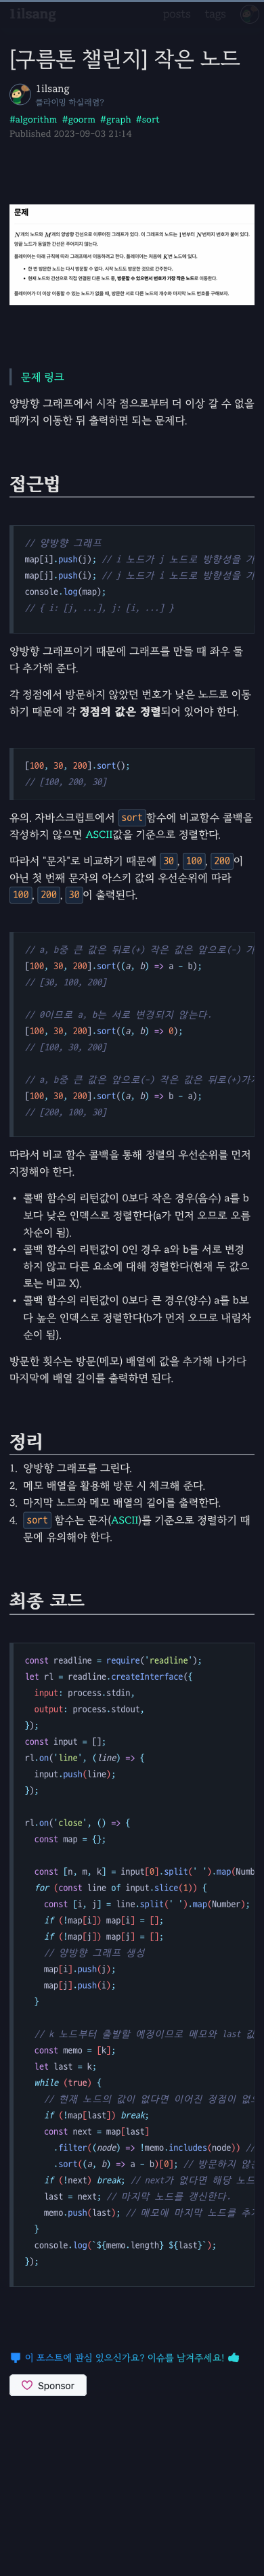 1ilsang
posts tags
[구름톤 챌린지] 작은 노드
1ilsang
클라이밍 하실래염?
#algorithm #goorm #graph #sort
Published 2023-09-03 21:14
문제
N개의 노드와 M개의 양방향 간선으로 이루어진 그래프가 있다. 이 그래프의 노드는 1번부터 N번까지 번호가 붙어 있다.
양끝 노드가 동일한 간선은 주어지지 않는다.
플레이어는 아래 규칙에 따라 그래프에서 이동하려고 한다. 플레이어는 처음에 K번 노드에 있다.
• 한 번 방문한 노드는 다시 방문할 수 없다. 시작 노드도 방문한 것으로 간주한다.
• 현재 노드와 간선으로 직접 연결된 다른 노드 중, 방문할 수 있으면서 번호가 가장 작은 노드로 이동한다.
플레이어가 더 이상 이동할 수 있는 노드가 없을 때, 방문한 서로 다른 노드의 개수와 마지막 노드 번호를 구해보자.
문제 링크
양방향 그래프에서 시작 점으로부터 더 이상 갈 수 없을
때까지 이동한 뒤 출력하면 되는 문제다.
접근법
// 양방향 그래프
map[i].push(j); // i 노드가 j 노드로 방향성을 가
map[j].push(i); // j 노드가 i 노드로 방향성을 가
console.log(map);
// { i: [j, ...], j: [i, ...] }
양방향 그래프이기 때문에 그래프를 만들 때 좌우 둘
다 추가해 준다.
각 정점에서 방문하지 않았던 번호가 낮은 노드로 이동
하기 때문에 각 정점의 값은 정렬되어 있어야 한다.
[100, 30, 200].sort();
// [100, 200, 30]
유의. 자바스크립트에서 sort함수에 비교함수 콜백을
작성하지 않으면 ASCII값을 기준으로 정렬한다.
따라서 "문자"로 비교하기 때문에 30, 100, 200이
아닌 첫 번째 문자의 아스키 값의 우선순위에 따라
100, 200, 30이 출력된다.
// a, b중 큰 값은 뒤로(+) 작은 값은 앞으로(-) 가
[100, 30, 200].sort((a, b) => a - b);
// [30, 100, 200]
// 0이므로 a, b는 서로 변경되지 않는다.
[100, 30, 200].sort((a, b) => 0);
// [100, 30, 200]
// a, b중 큰 값은 앞으로(-) 작은 값은 뒤로(+)가
[100, 30, 200].sort((a, b) => b - a);
// [200, 100, 30]
따라서 비교 함수 콜백을 통해 정렬의 우선순위를 먼저
지정해야 한다.
• 콜백 함수의 리턴값이 0보다 작은 경우(음수) a를 b
보다 낮은 인덱스로 정렬한다(a가 먼저 오므로 오름
차순이 됨).
• 콜백 함수의 리턴값이 0인 경우 a와 b를 서로 변경
하지 않고 다른 요소에 대해 정렬한다(현재 두 값으
로는 비교 X).
• 콜백 함수의 리턴값이 0보다 큰 경우(양수) a를 b보
다 높은 인덱스로 정렬한다(b가 먼저 오므로 내림차
순이 됨).
방문한 횟수는 방문(메모) 배열에 값을 추가해 나가다
마지막에 배열 길이를 출력하면 된다.
정리
1. 양방향 그래프를 그린다.
2. 메모 배열을 활용해 방문 시 체크해 준다.
3. 마지막 노드와 메모 배열의 길이를 출력한다.
4. sort 함수는 문자(ASCII)를 기준으로 정렬하기 때
문에 유의해야 한다.
최종 코드
const readline = require('readline');
let rl = readline.createInterface({
input: process.stdin,
output: process.stdout,
});
const input = [];
rl.on('line', (line) => {
input.push(line);
});
rl.on('close', () => {
const map = {};
const [n, m, k] = input[0].split(' ').map(Numb
for (const line of input.slice(1)) {
const [i, j] = line.split(' ').map(Number);
if (!map[i]) map[i] = [];
if (!map[j]) map[j] = [];
// 양방향 그래프 생성
map[i].push(j);
map[j].push(i);
}
// k 노드부터 출발할 예정이므로 메모와 last 값
const memo = [k];
let last = k;
while (true) {
// 현재 노드의 값이 없다면 이어진 정점이 없으
if (!map[last]) break;
const next = map[last]
.filter((node) => !memo.includes(node)) //
.sort((a, b) => a - b)[0]; // 방문하지 않은
if (!next) break; // next가 없다면 해당 노드
last = next; // 마지막 노드를 갱신한다.
memo.push(last); // 메모에 마지막 노드를 추가
}
console.log(`${memo.length} ${last}`);
});
이 포스트에 관심 있으신가요? 이슈를 남겨주세요!
Sponsor